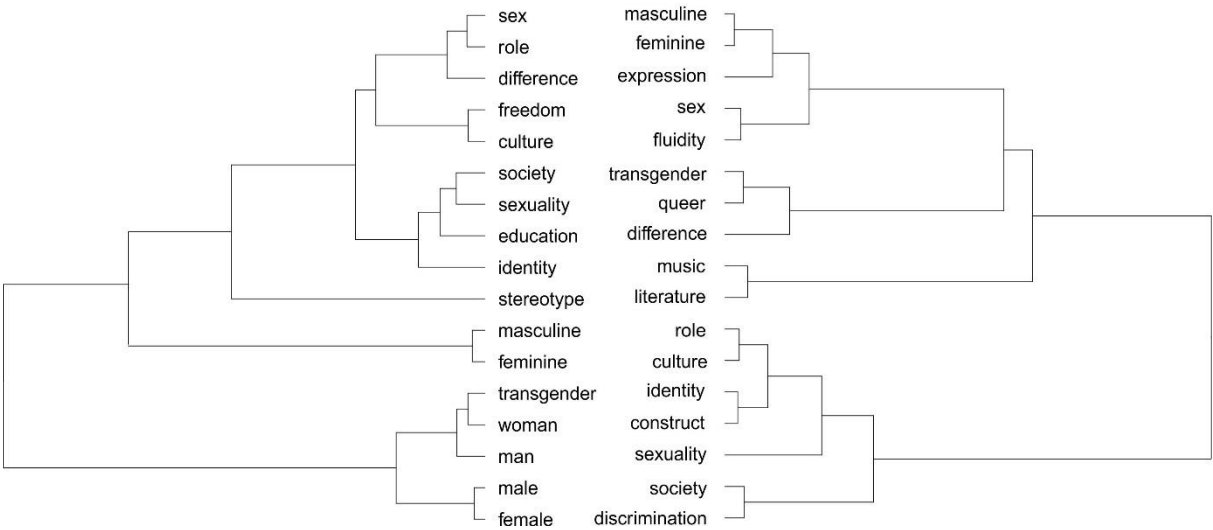 sex
role
difference
freedom
culture
society
sexuality
education
identity
stereotype
masculine
feminine
transgender
woman
man
male
female
masculine
feminine
expression
sex
fluidity
transgender
queer
difference
music
literature
role
culture
identity
construct
sexuality
society
discrimination